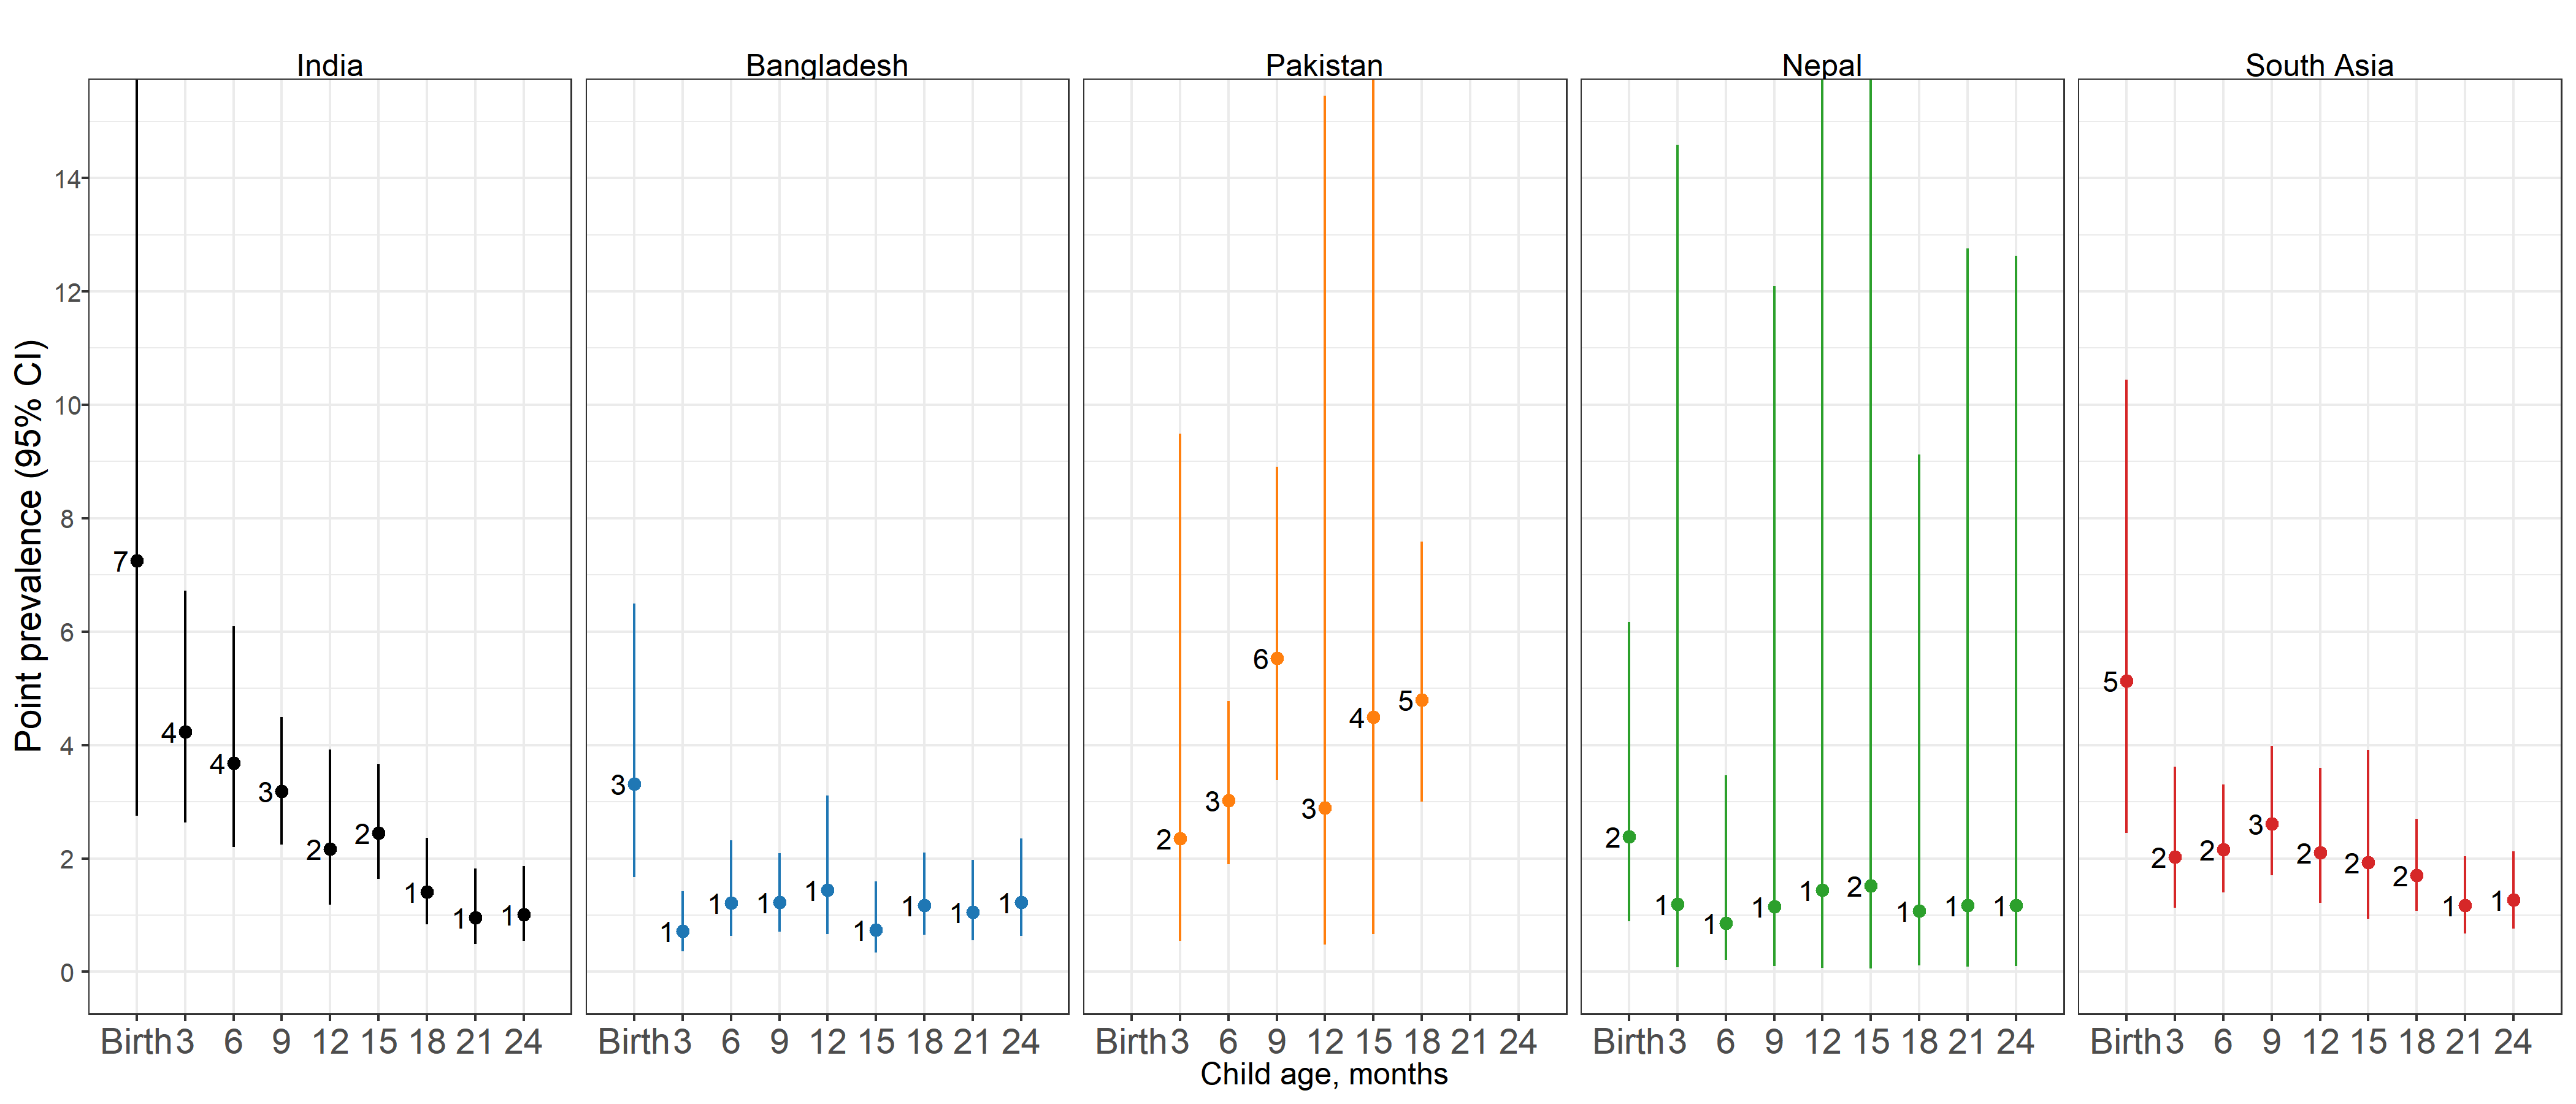 India Bangladesh Pakistan Nepal South Asia
Point prevalence (95% CI)
14
12
10
8
6
4
2
0
7 4 4 3 2 2 1 1 1
3 1 1 1 1 1 1 1 1
2 3 6 3 4 5
2 1 1 1 1 2 1 1 1
5 2 2 3 2 2 2 1 1
Birth 3 6 9 12 15 18 21 24 Birth 3 6 9 12 15 18 21 24 Birth 3 6 9 12 15 18 21 24 Birth 3 6 9 12 15 18 21 24 Birth 3 6 9 12 15 18 21 24
Child age, months